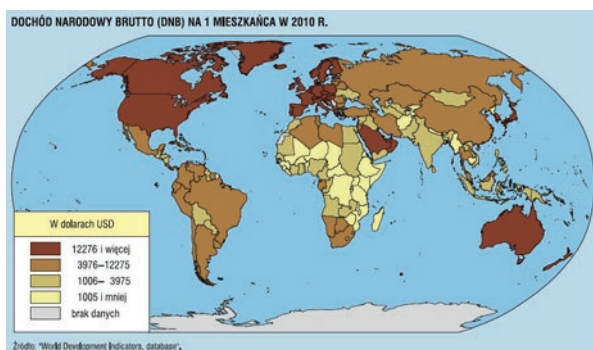 DOCHÓD NARODOWY BRUTTO (DNB) NA 1 MIESZKAŃCA W 2010 R.
W dolarach USD
12276 i więcej
3976–12275
1006– 3975
1005 i mniej
brak danych
Źródło: "World Development Indicators, database".